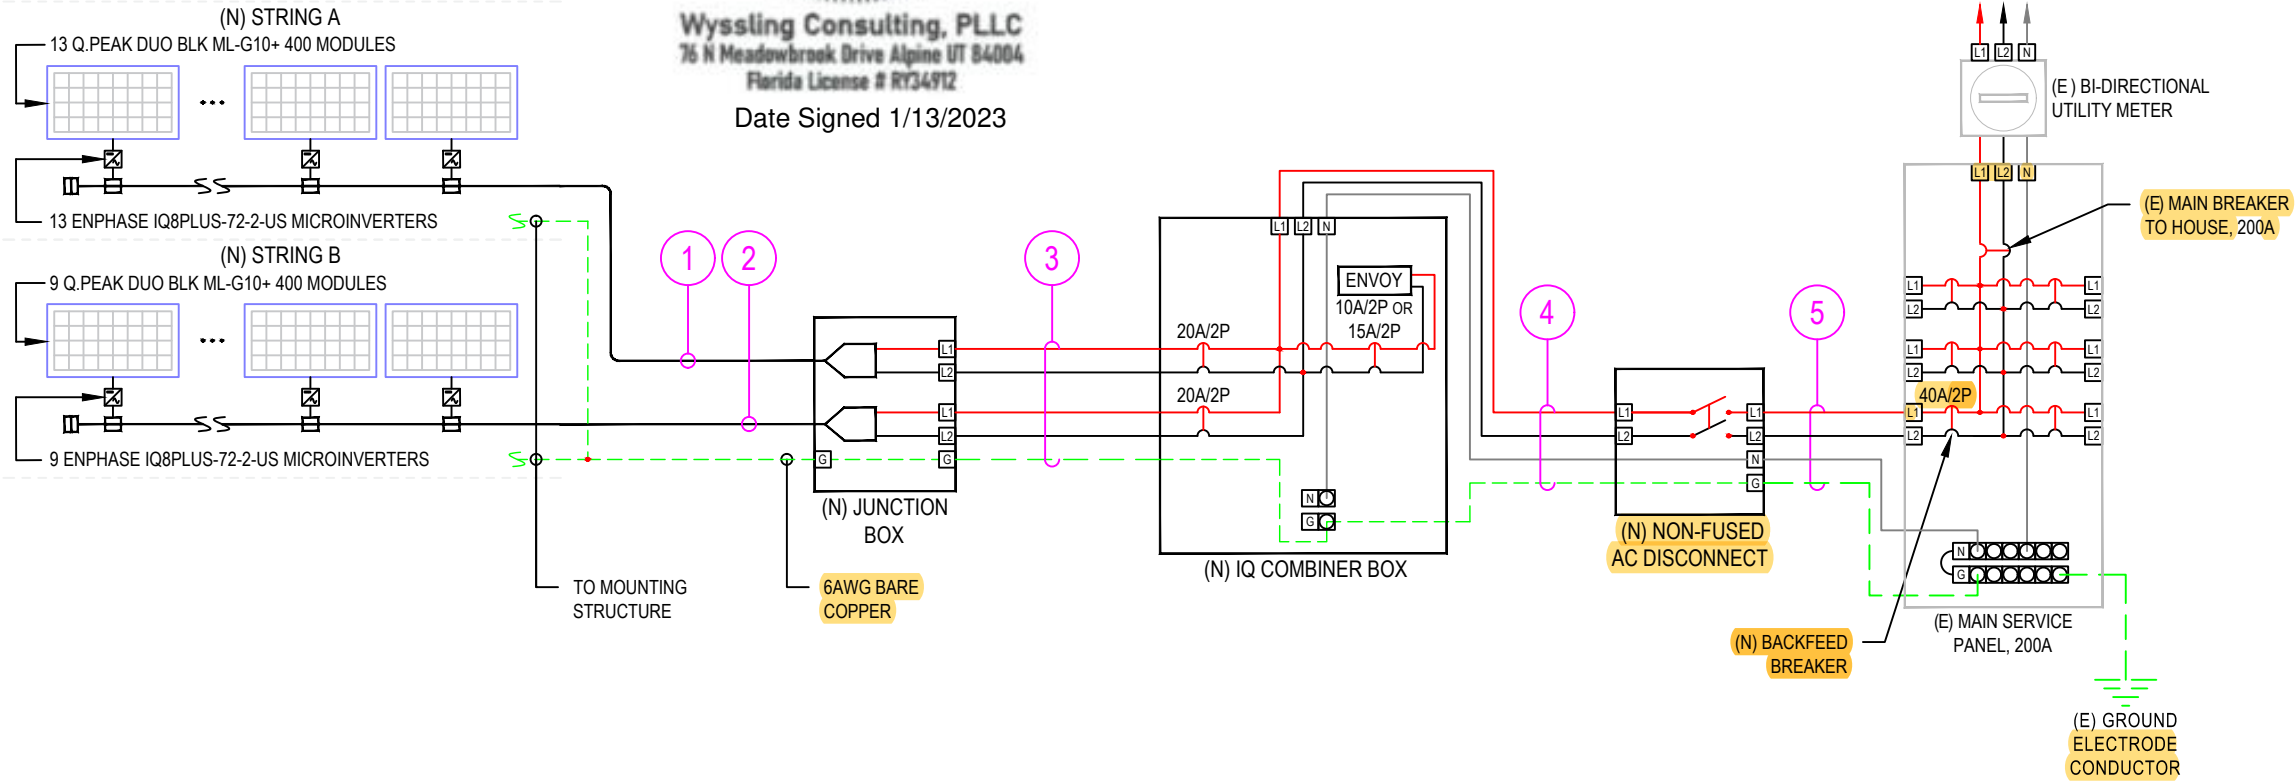 (N) STRING A
13 Q.PEAK DUO BLK ML-G10+ 400 MODULES
13 ENPHASE IQ8PLUS-72-2-US MICROINVERTERS
(N) STRING B
9 Q.PEAK DUO BLK ML-G10+ 400 MODULES
9 ENPHASE IQ8PLUS-72-2-US MICROINVERTERS
Wyssling Consulting, PLLC
76 N Meadowbrook Drive Alpine UT 84004
Florida License # RY34912
Date Signed 1/13/2023
1
2
3
4
5
TO MOUNTING
STRUCTURE
6AWG BARE
COPPER
L1
L2
L1
L2
G
G
(N) JUNCTION
BOX
L1
L2
N
ENVOY
10A/2P OR
15A/2P
20A/2P
20A/2P
N
G
(N) IQ COMBINER BOX
L1
L2
L1
L2
N
G
(N) NON-FUSED
AC DISCONNECT
L1
L2
N
(E ) BI-DIRECTIONAL
UTILITY METER
L1
L2
N
(E) MAIN BREAKER
TO HOUSE, 200A
L1
L1
L2
L2
L1
L1
L2
L2
40A/2P
L1
L1
L2
L2
N
G
(E) MAIN SERVICE
PANEL, 200A
(N) BACKFEED
BREAKER
(E) GROUND
ELECTRODE
CONDUCTOR